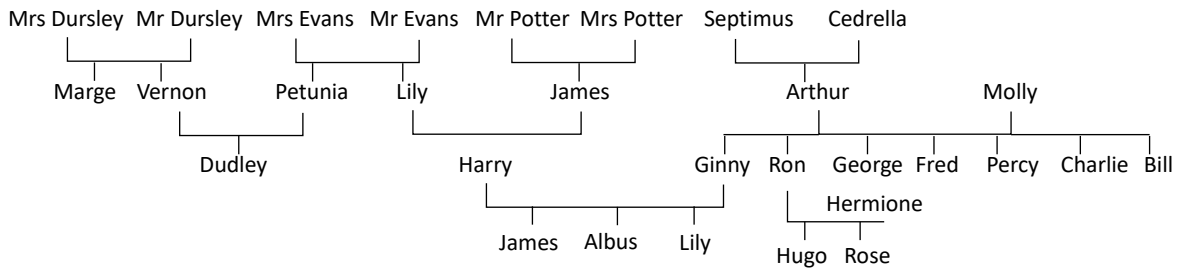 Mrs Dursley Mr Dursley Mrs Evans Mr Evans Mr Potter Mrs Potter Septimus Cedrella
Marge Vernon Petunia Lily James Arthur Molly
Dudley Harry Ginny Ron George Fred Percy Charlie Bill
Hermione
James Albus Lily
Hugo Rose